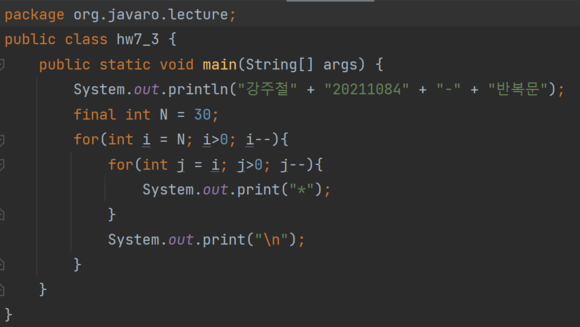 package org.javaro.lecture;
public class hw7_3 {
    public static void main(String[] args) {
        System.out.println("강주철" + "20211084" + "-" + "반복문");
        final int N = 30;
        for(int i = N; i>0; i--){
            for(int j = i; j>0; j--){
                System.out.print("*");
            }
            System.out.print("\n");
        }
    }
}